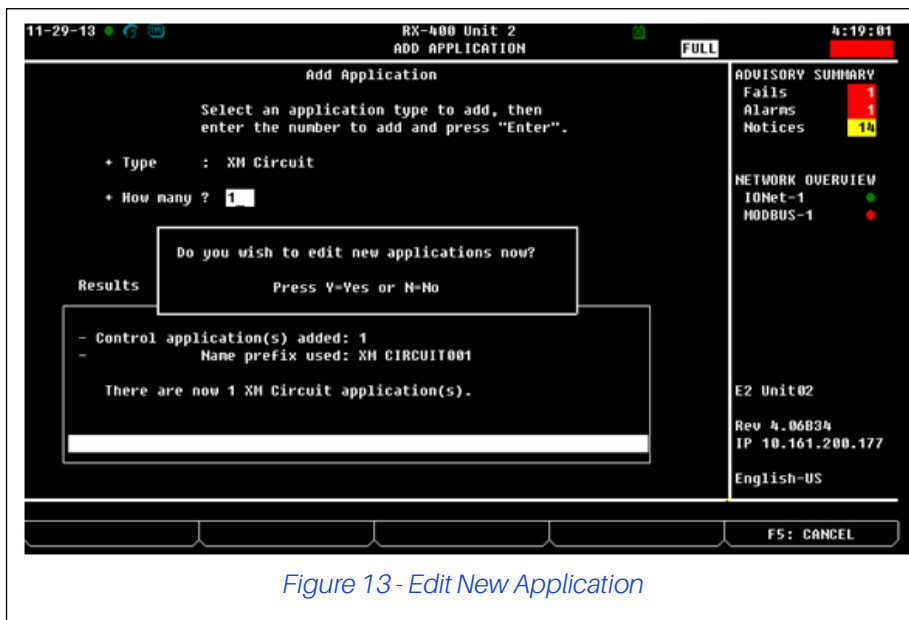 11-29-13 RX-400 Unit 2 4:19:01
ADD APPLICATION FULL
Add Application
Select an application type to add, then
enter the number to add and press "Enter".
+ Type : XM Circuit
+ How many ? 1
Do you wish to edit new applications now?
Press Y=Yes or N=No
Results
- Control application(s) added: 1
- Name prefix used: XM CIRCUIT001
There are now 1 XM Circuit application(s).
ADVISORY SUMMARY
Fails 1
Alarms 1
Notices 14
NETWORK OVERVIEW
IONet-1
MODBUS-1
E2 Unit02
Rev 4.06B34
IP 10.161.200.177
English-US
F5: CANCEL
Figure 13 - Edit New Application